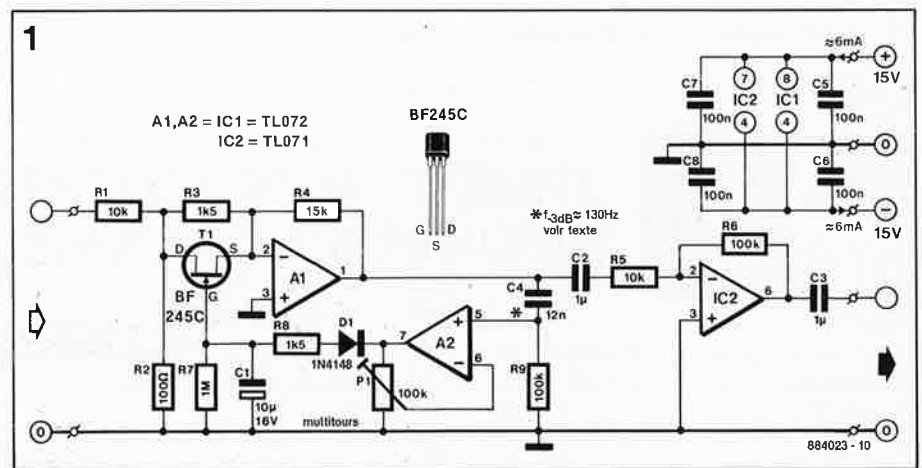 1
A1,A2 = IC1 = TL072
IC2 = TL071
BF245C
G
S
D
≈6mA
+
15V
C7
100n
7
IC2
4
8
IC1
4
C5
100n
0
C8
100n
C6
100n
−
≈6mA
15V
R1
10k
R3
1k5
R4
15k
T1
D
S
G
BF
245C
2
−
3
+
A1
1
*f-3dB ≈ 130Hz
voir texte
C4
12n
*
C2
1µ
R5
10k
R6
100k
2
−
3
+
IC2
6
C3
1µ
R8
1k5
D1
1N4148
7
A2
+
5
−
6
P1
100k
multitours
R9
100k
R2
100Ω
R7
1M
C1
10µ
16V
0
0
884023 - 10